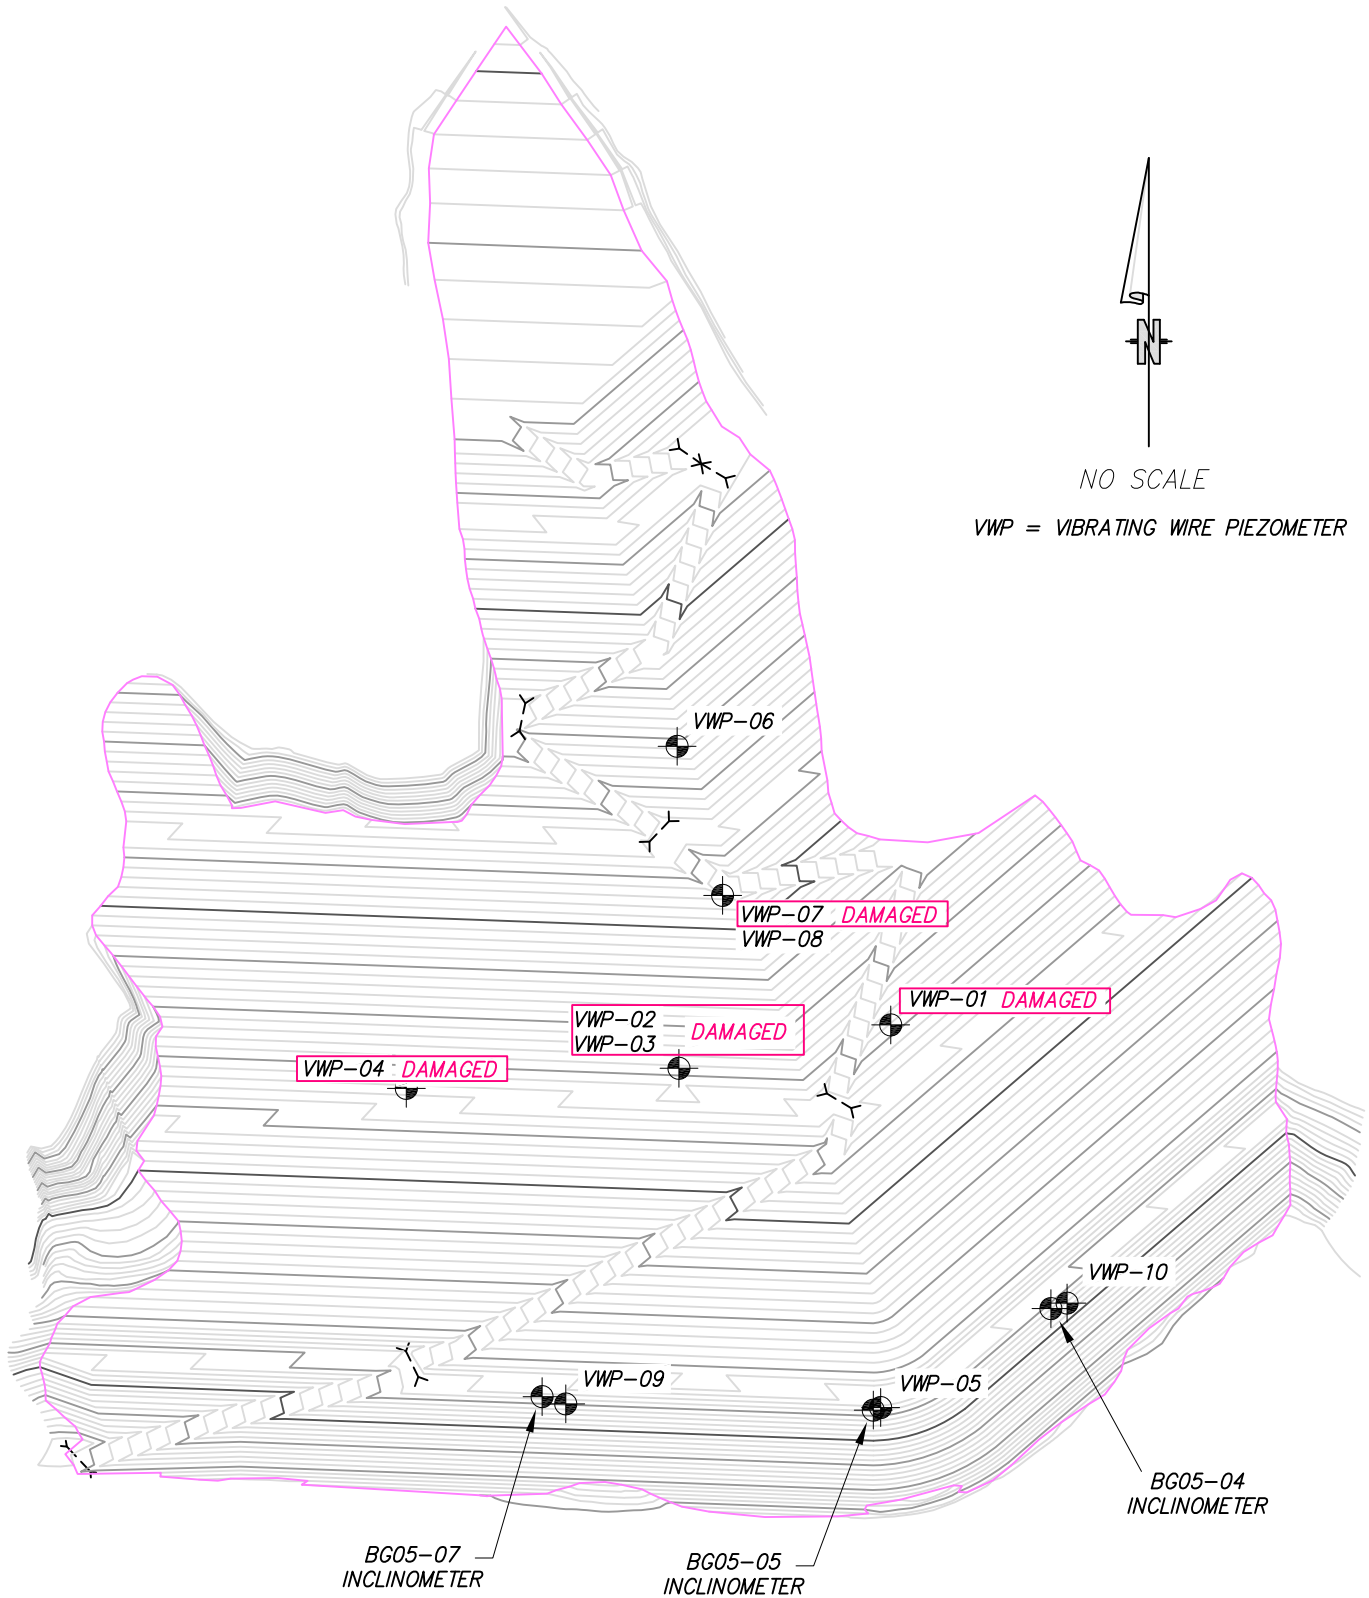 N
NO SCALE
VWP = VIBRATING WIRE PIEZOMETER
VWP-06
VWP-07 DAMAGED
VWP-08
VWP-01 DAMAGED
VWP-02
VWP-03
DAMAGED
VWP-04 DAMAGED
VWP-10
VWP-09
VWP-05
BG05-04
INCLINOMETER
BG05-07
INCLINOMETER
BG05-05
INCLINOMETER